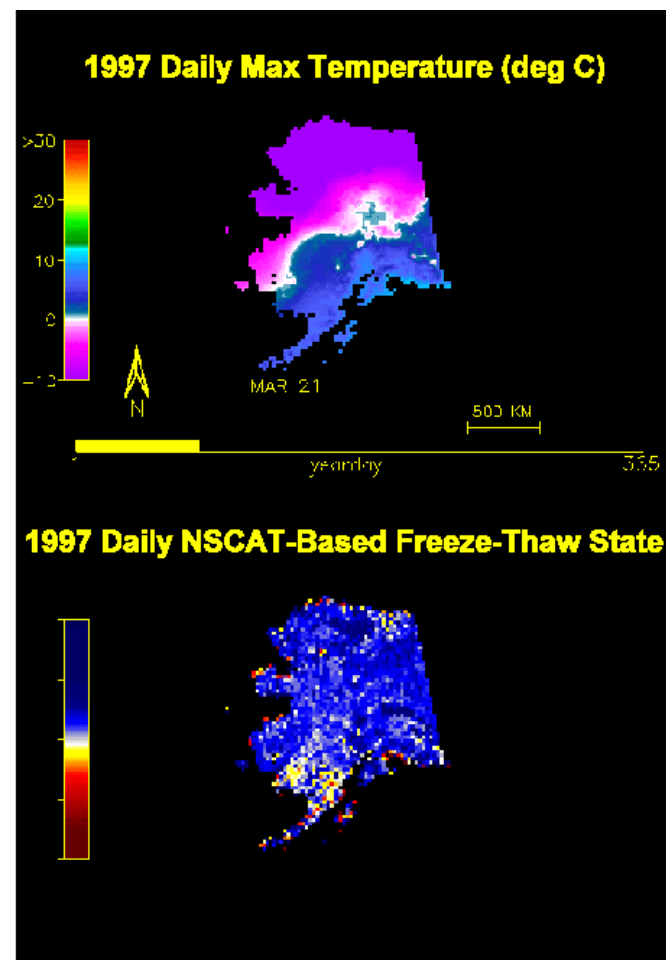 1997 Daily Max Temperature (deg C)
>30
20
10
0
N
MAR 21
500 KM
yearday
1997 Daily NSCAT-Based Freeze-Thaw State